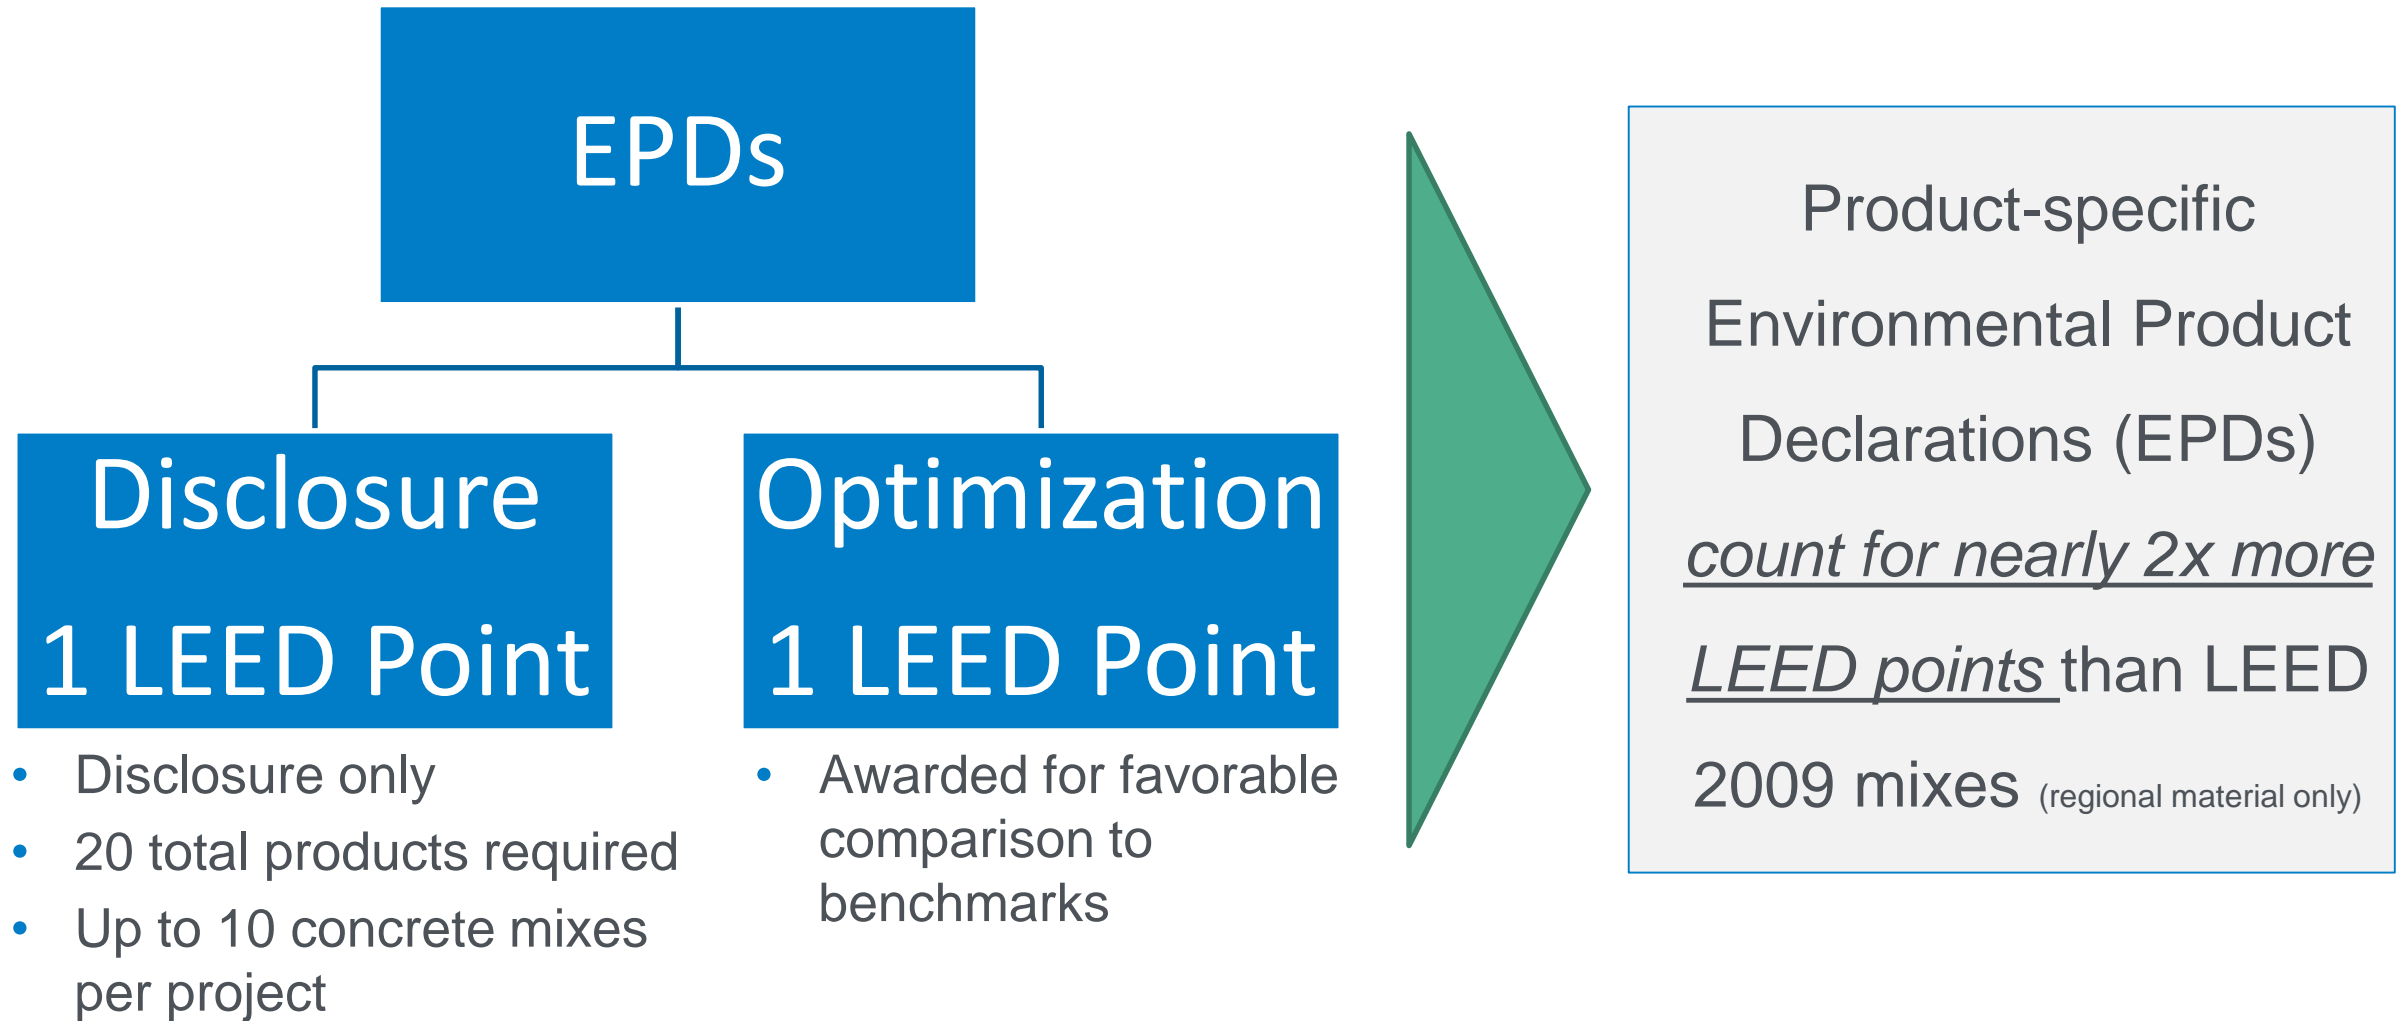 EPDs
Disclosure
1 LEED Point
• Disclosure only
• 20 total products required
• Up to 10 concrete mixes
per project
Optimization
1 LEED Point
• Awarded for favorable
comparison to
benchmarks
Product-specific
Environmental Product
Declarations (EPDs)
count for nearly 2x more
LEED points than LEED
2009 mixes (regional material only)